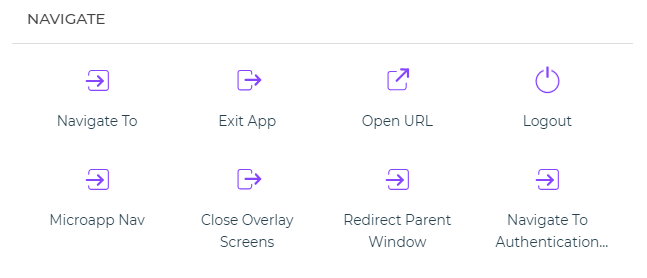 NAVIGATE
Navigate To
Exit App
Open URL
Logout
Microapp Nav
Close Overlay
Screens
Redirect Parent
Window
Navigate To
Authentication...